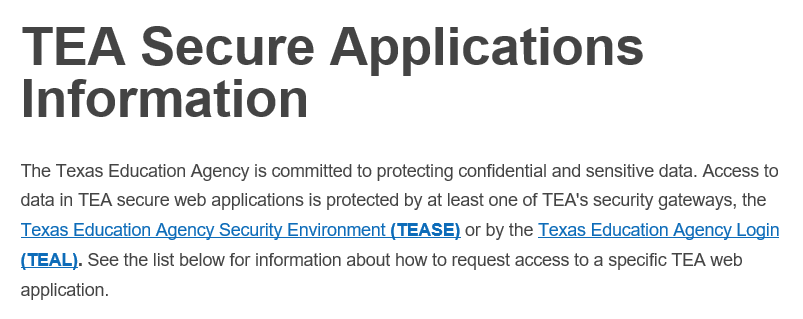 TEA Secure Applications
Information
The Texas Education Agency is committed to protecting confidential and sensitive data. Access to
data in TEA secure web applications is protected by at least one of TEA's security gateways, the
Texas Education Agency Security Environment (TEASE) or by the Texas Education Agency Login
(TEAL). See the list below for information about how to request access to a specific TEA web
application.